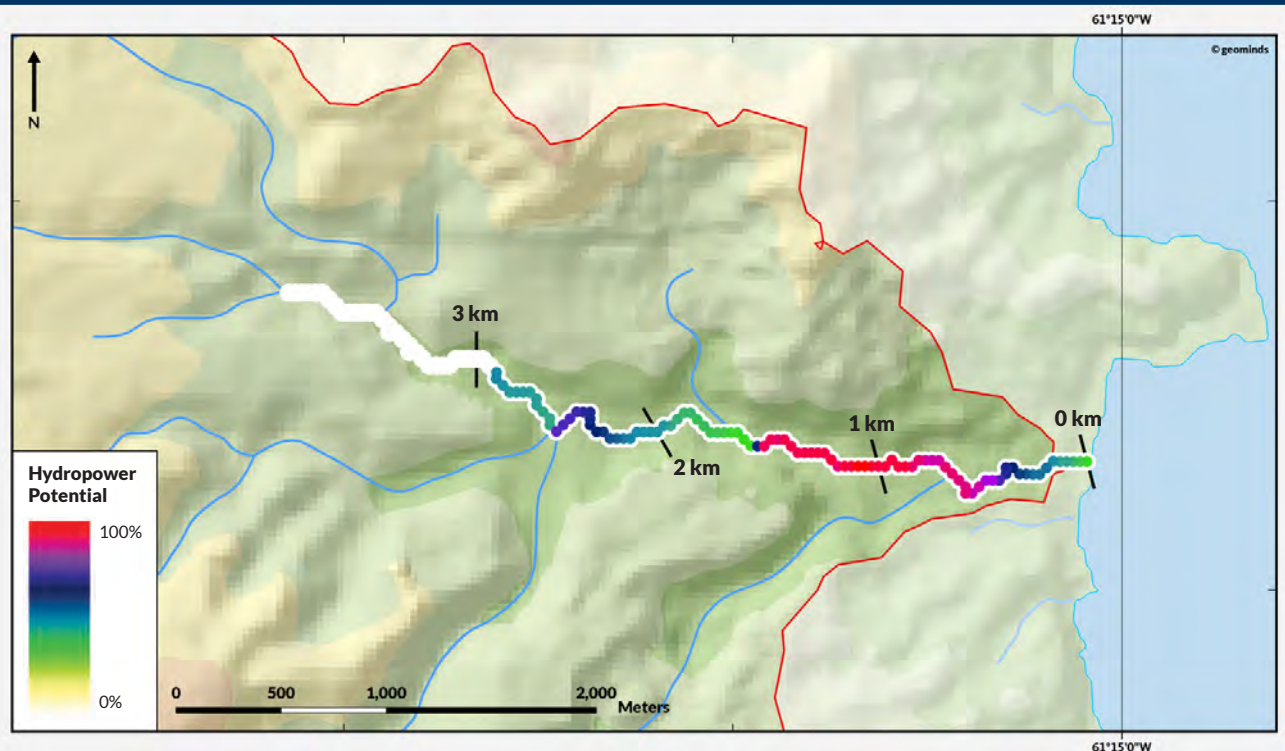 61°15'0"W
© geominds
N
3 km
1 km
0 km
2 km
Hydropower
Potential
100%
0%
0 500 1,000 2,000
Meters
61°15'0"W